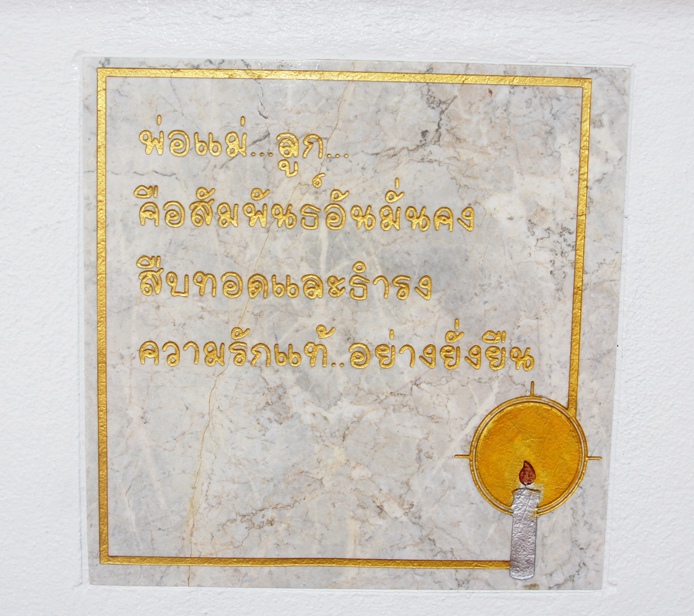 พ่อแม่...ลูก...
คือสัมพันธ์อันมั่นคง
สืบทอดและธำรง
ความรักแท้..อย่างยั่งยืน